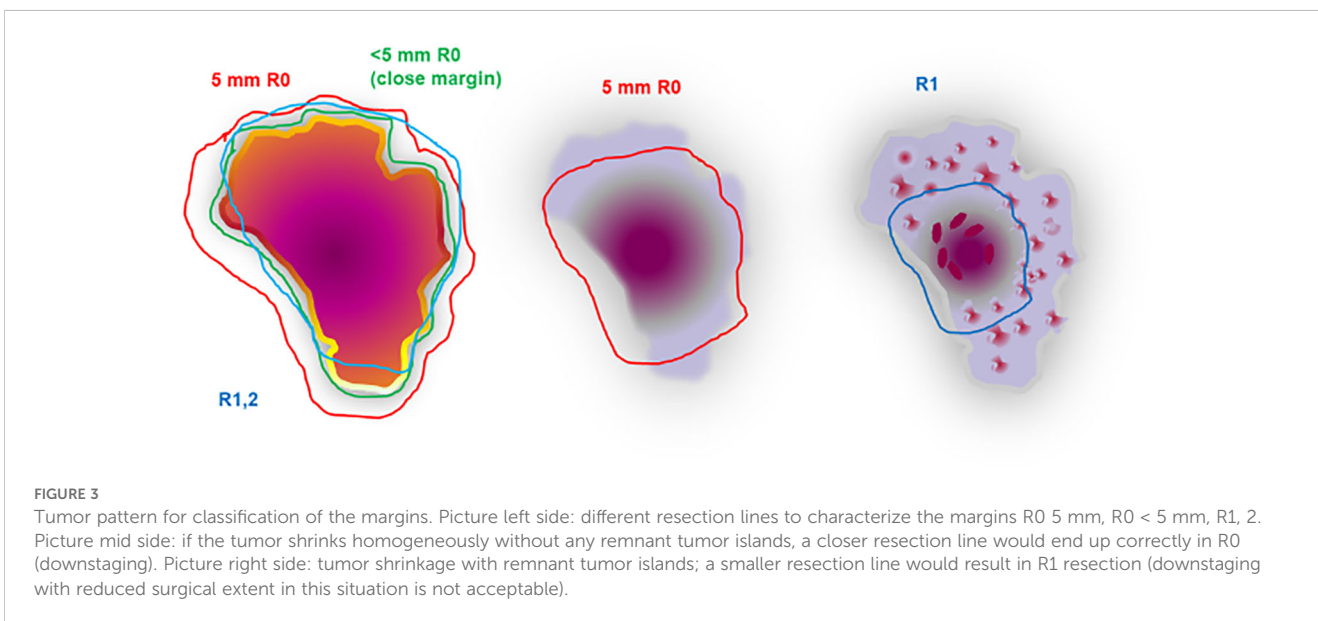 <5 mm R0
(close margin)
5 mm R0
5 mm R0
R1
R1,2
FIGURE 3
Tumor pattern for classification of the margins. Picture left side: different resection lines to characterize the margins R0 5 mm, R0 < 5 mm, R1, 2.
Picture mid side: if the tumor shrinks homogeneously without any remnant tumor islands, a closer resection line would end up correctly in R0
(downstaging). Picture right side: tumor shrinkage with remnant tumor islands; a smaller resection line would result in R1 resection (downstaging
with reduced surgical extent in this situation is not acceptable).